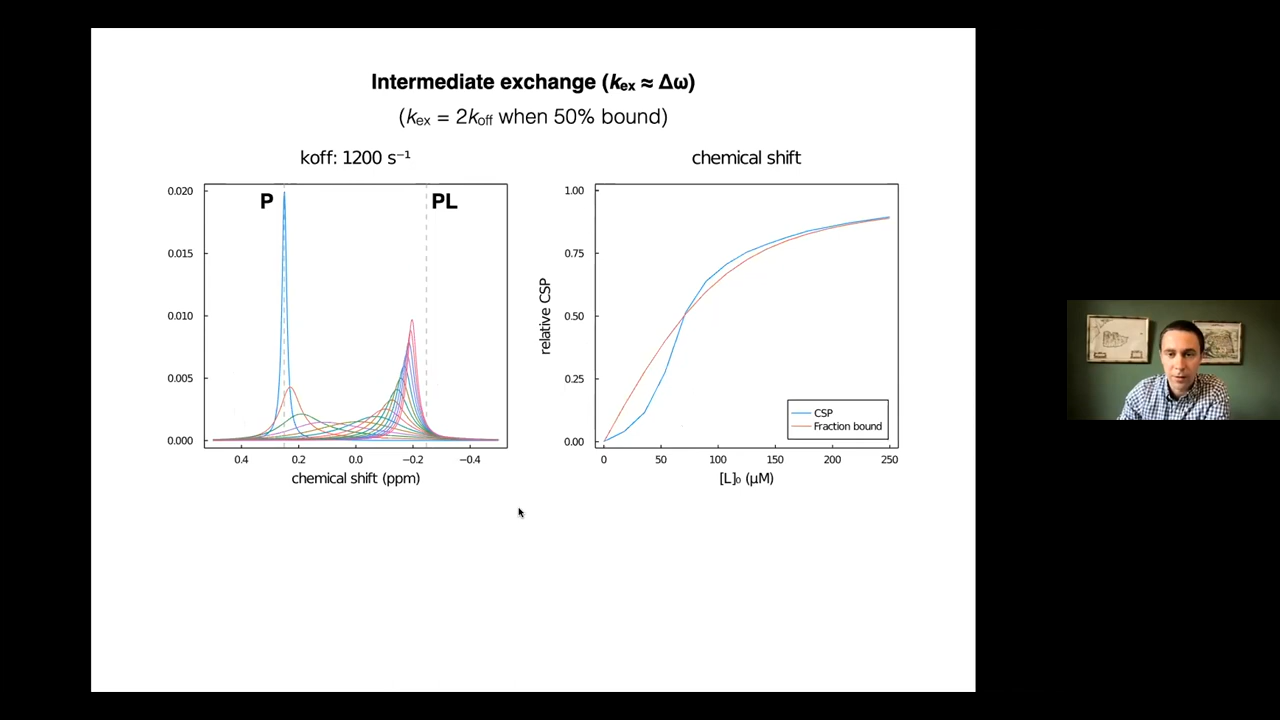 Intermediate exchange (kex ≈ Δω)
(kex = 2koff when 50% bound)
koff: 1200 s⁻¹
P
PL
0.020
0.015
0.010
0.005
0.000
0.4
0.2
0.0
−0.2
−0.4
chemical shift (ppm)
chemical shift
relative CSP
1.00
0.75
0.50
0.25
0.00
CSP
Fraction bound
0
50
100
150
200
250
[L]₀ (μM)